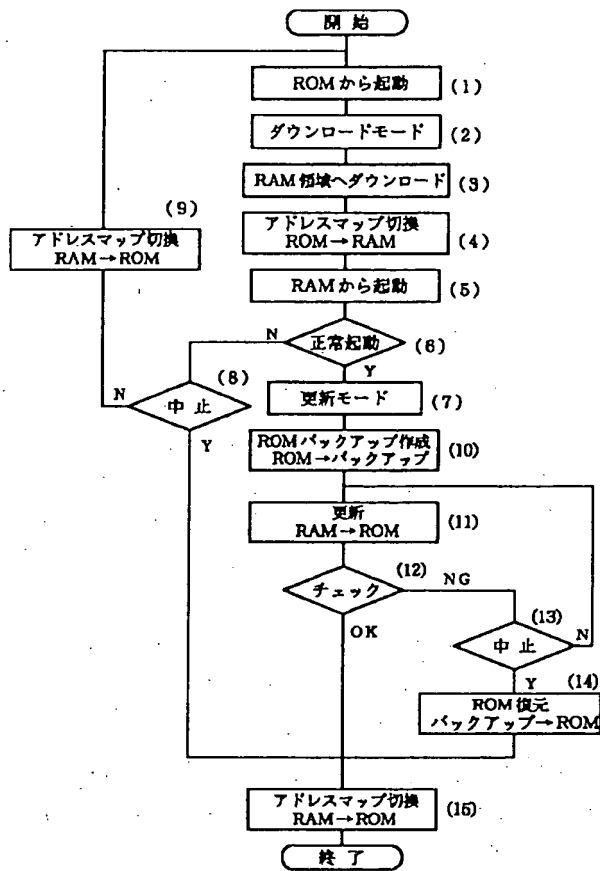 開始
ROMから起動 (1)
ダウンロードモード (2)
RAM領域へダウンロード (3)
(9)
アドレスマップ切換
RAM→ROM
アドレスマップ切換
ROM→RAM
(4)
RAMから起動 (5)
N
正常起動 (6)
Y
N
中止 (8)
Y
更新モード (7)
ROMバックアップ作成
ROM→バックアップ
(10)
更新
RAM→ROM
(11)
チェック (12)
NG
OK
(13)
中止
N
Y
(14)
ROM復元
バックアップ→ROM
アドレスマップ切換
RAM→ROM
(15)
終了